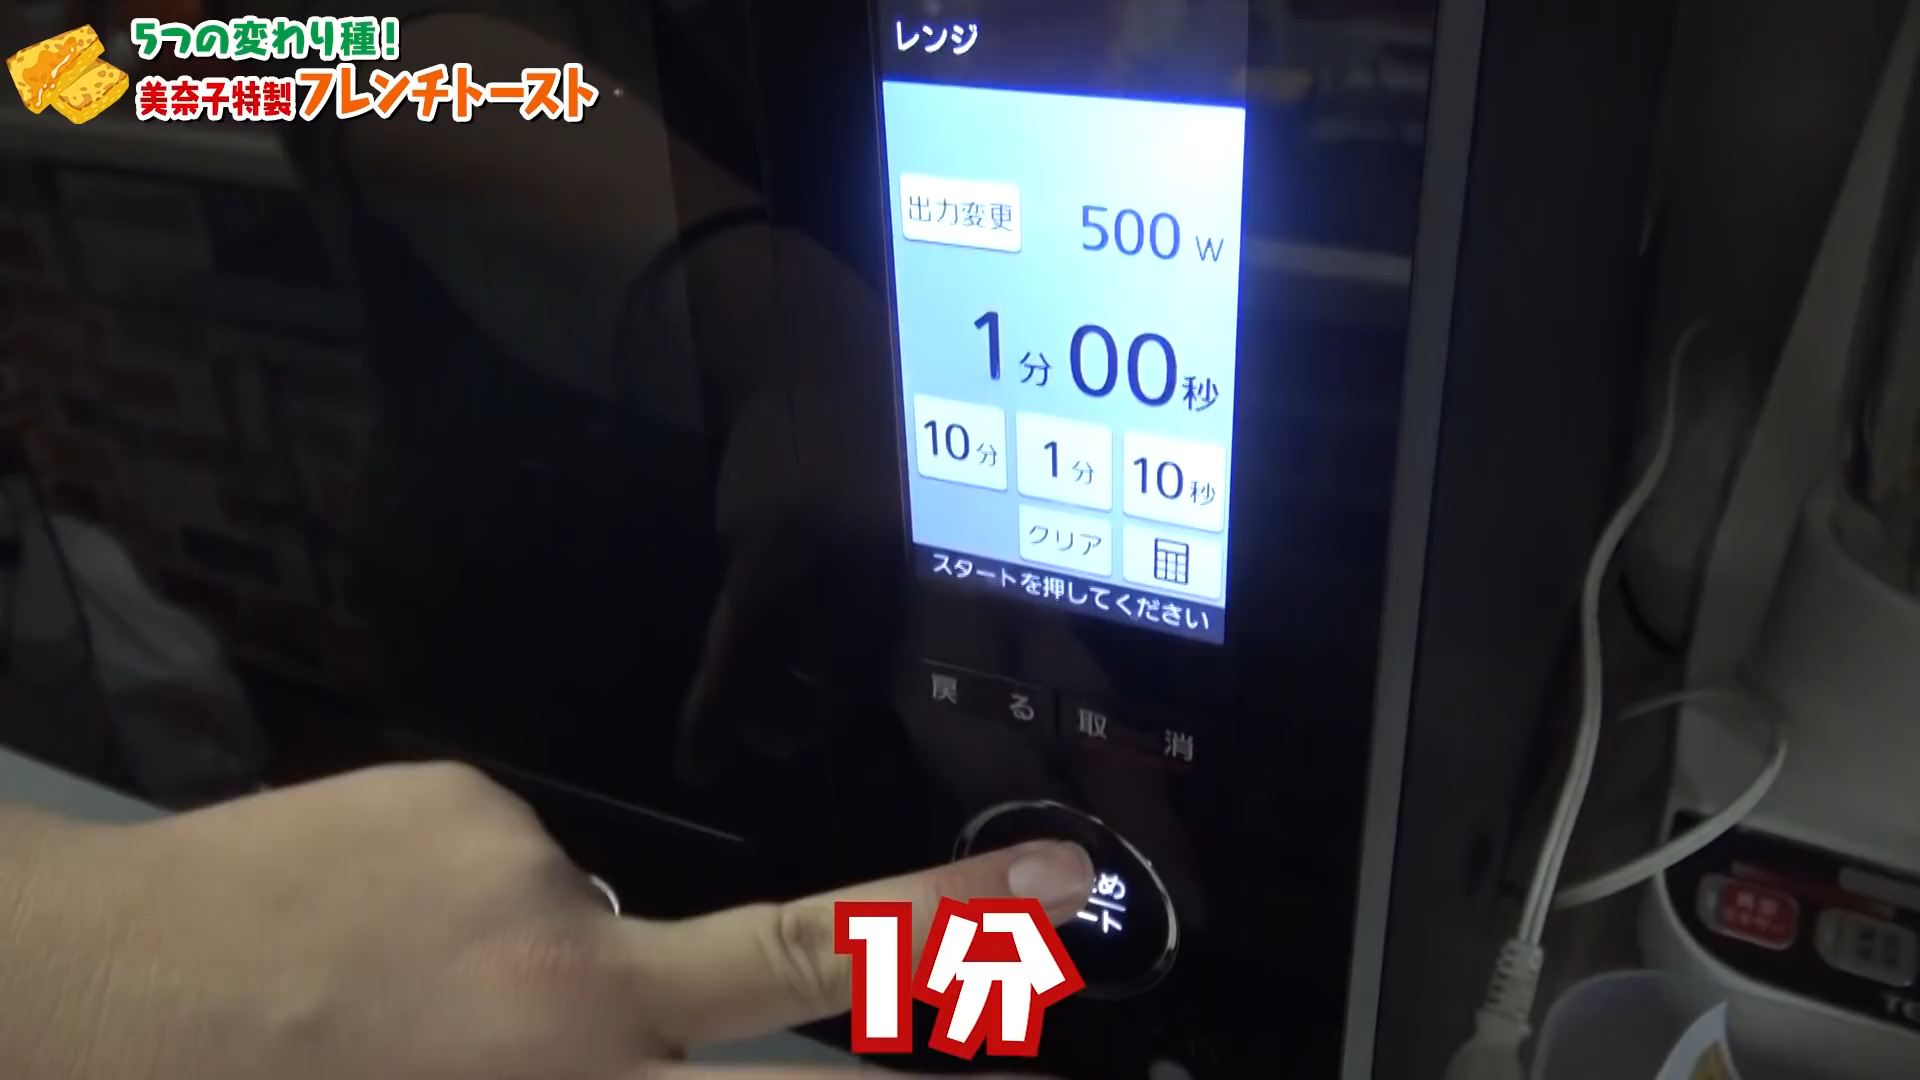 5つの変わり種!
美奈子特製フレンチトースト
レンジ
出力変更 500 W
1分00秒
10分 1分 10秒
クリア
スタートを押してください
戻る 取消
め
ート
1分